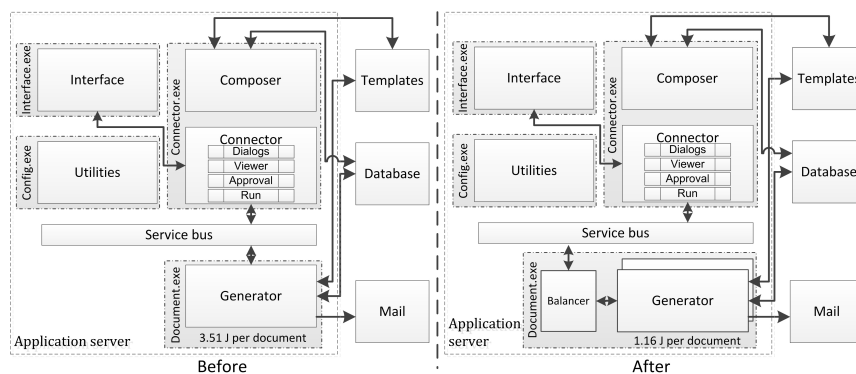 Interface.exe
Interface
Connector.exe
Composer
Templates
Connector
Dialogs
Viewer
Approval
Run
Config.exe
Utilities
Database
Service bus
Document.exe
Generator
3.51 J per document
Mail
Application server
Before
Interface.exe
Interface
Connector.exe
Composer
Templates
Connector
Dialogs
Viewer
Approval
Run
Config.exe
Utilities
Database
Service bus
Document.exe
Balancer
Generator
1.16 J per document
Mail
Application
server
After